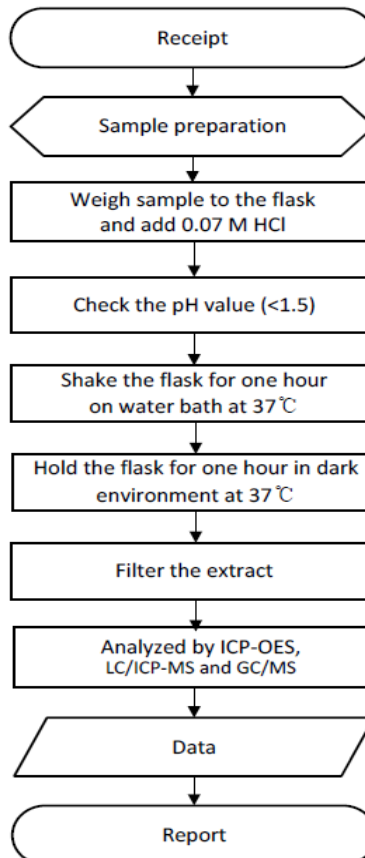 Receipt
Sample preparation
Weigh sample to the flask
and add 0.07 M HCl
Check the pH value (<1.5)
Shake the flask for one hour
on water bath at 37℃
Hold the flask for one hour in dark
environment at 37℃
Filter the extract
Analyzed by ICP-OES,
LC/ICP-MS and GC/MS
Data
Report